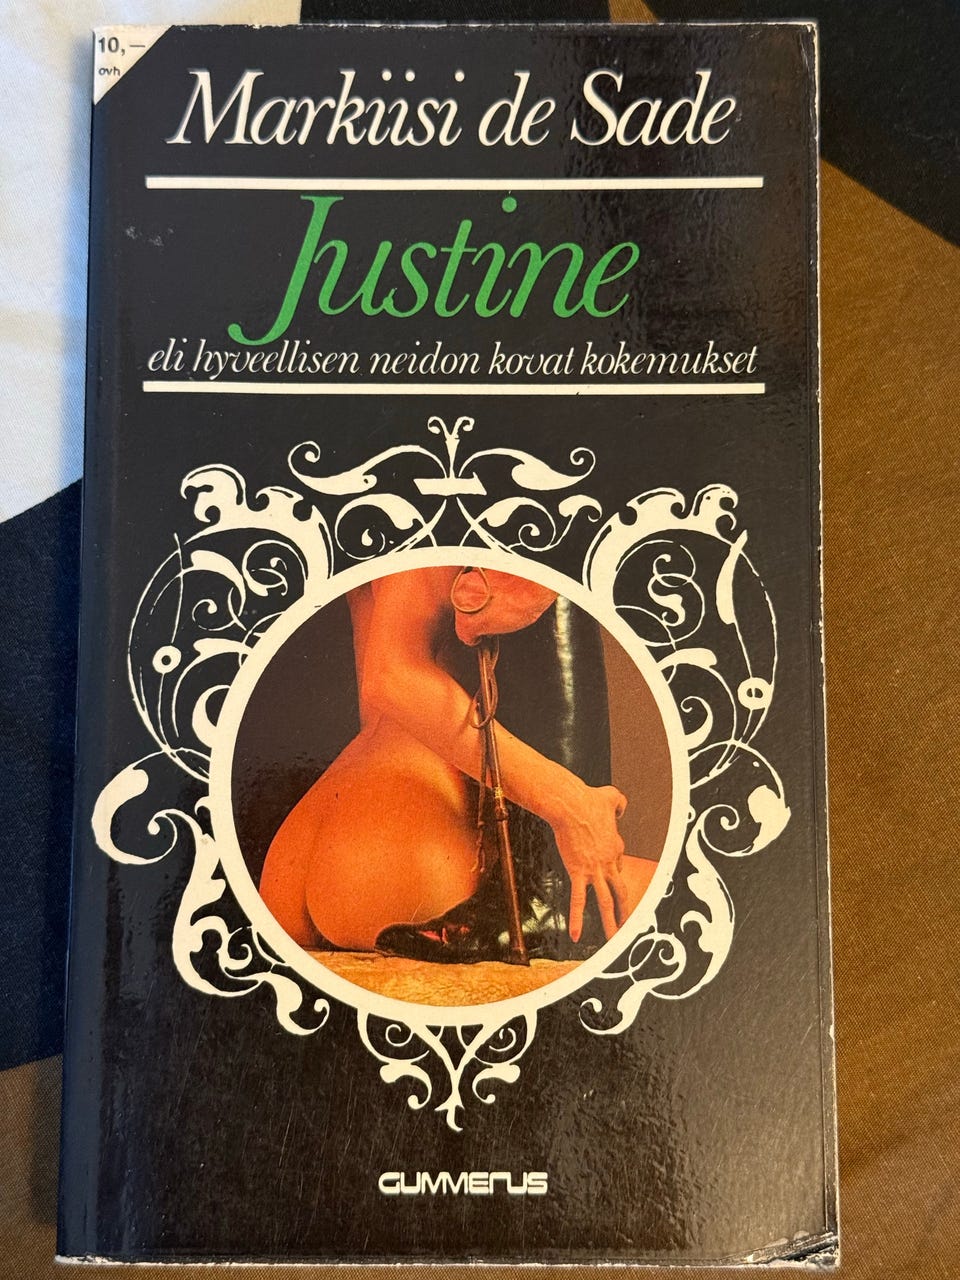 10,—
ovh
Markiisi de Sade
Justine
eli hyveellisen neidon kovat kokemukset
GUMMERUS